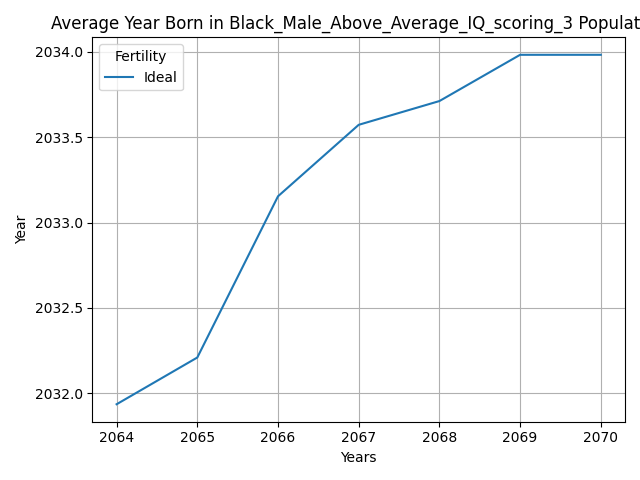 Average Year Born in Black_Male_Above_Average_IQ_scoring_3 Populat
Fertility
Ideal
2034.0
2033.5
2033.0
2032.5
2032.0
Year
2064 2065 2066 2067 2068 2069 2070
Years